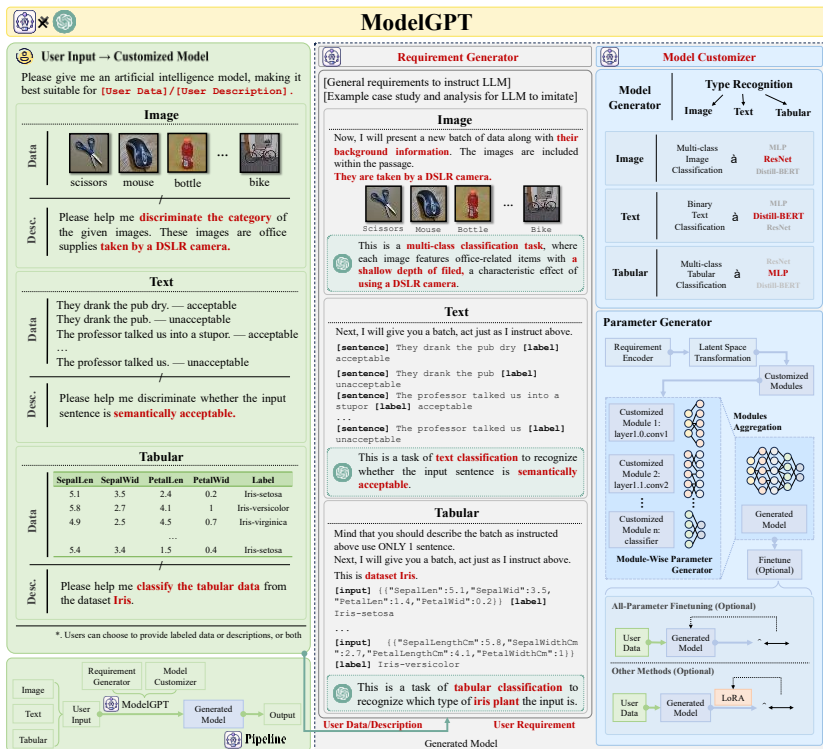 ModelGPT
User Input → Customized Model
Please give me an artificial intelligence model, making it
best suitable for [User Data]/[User Description].
Image
Data
scissors mouse bottle ... bike
Desc.
Please help me discriminate the category of
the given images. These images are office
supplies taken by a DSLR camera.
Text
Data
They drank the pub dry. — acceptable
They drank the pub. — unacceptable
The professor talked us into a stupor. — acceptable
...
The professor talked us. — unacceptable
Desc.
Please help me discriminate whether the input
sentence is semantically acceptable.
Tabular
Data
SepalLen SepalWid PetalLen PetalWid Label
5.1 3.5 2.4 0.2 Iris-setosa
5.8 2.7 4.1 1 Iris-versicolor
4.9 2.5 4.5 0.7 Iris-virginica
...
5.4 3.4 1.5 0.4 Iris-setosa
Desc.
Please help me classify the tabular data from
the dataset Iris.
*. Users can choose to provide labeled data or descriptions, or both
Image
Text
Tabular
User
Input
Requirement
Generator
Model
Customizer
ModelGPT
Generated
Model
Output
Pipeline
Requirement Generator
[General requirements to instruct LLM]
[Example case study and analysis for LLM to imitate]
Image
Now, I will present a new batch of data along with their
background information. The images are included
within the passage.
They are taken by a DSLR camera.
...
Scissors Mouse Bottle Bike
This is a multi-class classification task, where
each image features office-related items with a
shallow depth of filed, a characteristic effect of
using a DSLR camera.
Text
Next, I will give you a batch, act just as I instruct above.
[sentence] They drank the pub dry [label]
acceptable
[sentence] They drank the pub [label]
unacceptable
[sentence] The professor talked us into a
stupor [label] acceptable
...
[sentence] The professor talked us [label]
unacceptable
This is a task of text classification to recognize
whether the input sentence is semantically
acceptable.
Tabular
Mind that you should describe the batch as instructed
above use ONLY 1 sentence.
Next, I will give you a batch, act just as I instruct above.
This is dataset Iris.
[input] {{"SepalLen":5.1,"SepalWid":3.5,
"PetalLen":1.4,"PetalWid":0.2}} [label]
Iris-setosa
...
[input] {{"SepalLengthCm":5.8,"SepalWidthCm
":2.7,"PetalLengthCm":4.1,"PetalWidthCm":1}}
[label] Iris-versicolor
This is a task of tabular classification to
recognize which type of iris plant the input is.
User Data/Description User Requirement
Generated Model
Model Customizer
Model
Generator
Type Recognition
Image Text Tabular
Image
Multi-class
Image
Classification
à
MLP
ResNet
Distill-BERT
Text
Binary
Text
Classification
à
MLP
Distill-BERT
ResNet
Tabular
Multi-class
Tabular
Classification
à
ResNet
MLP
Distill-BERT
Parameter Generator
Requirement
Encoder
Latent Space
Transformation
Customized
Modules
Customized
Module 1:
layer1.0.conv1
Customized
Module 2:
layer1.1.conv2
Customized
Module n:
classifier
Module-Wise Parameter
Generator
Modules
Aggregation
Generated
Model
Finetune
(Optional)
All-Parameter Finetuning (Optional)
User
Data
Generated
Model
Other Methods (Optional)
User
Data
Generated
Model
LoRA